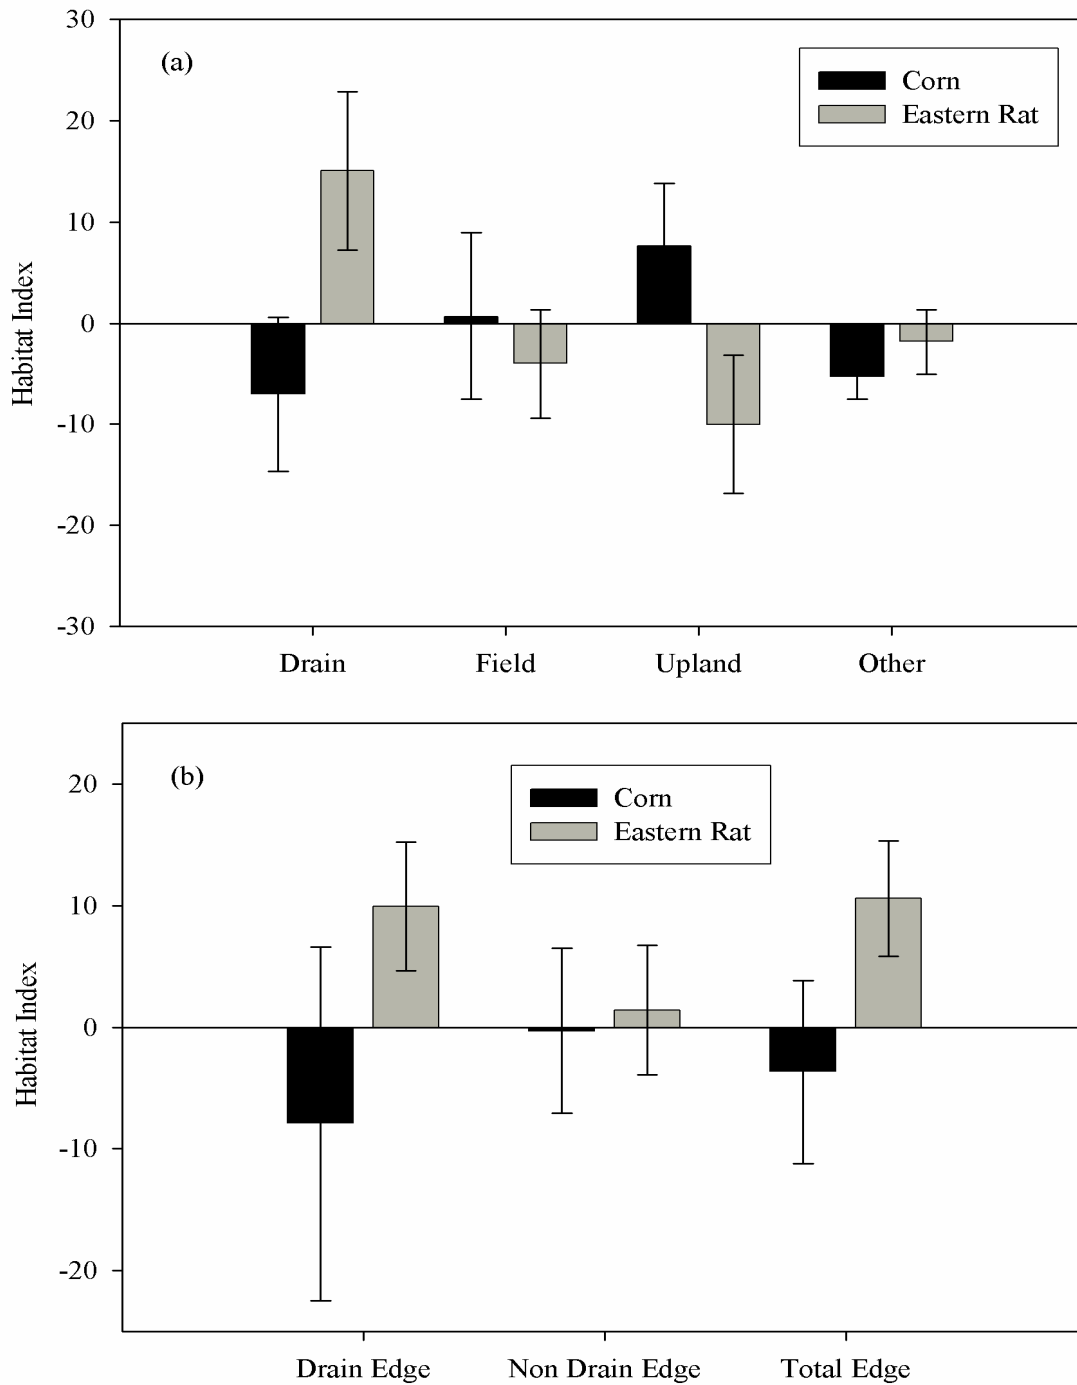 30
(a)
Corn
Eastern Rat
20
10
0
-10
-20
-30
Habitat Index
Drain Field Upland Other
(b)
20
Corn
Eastern Rat
10
0
-10
-20
Habitat Index
Drain Edge Non Drain Edge Total Edge